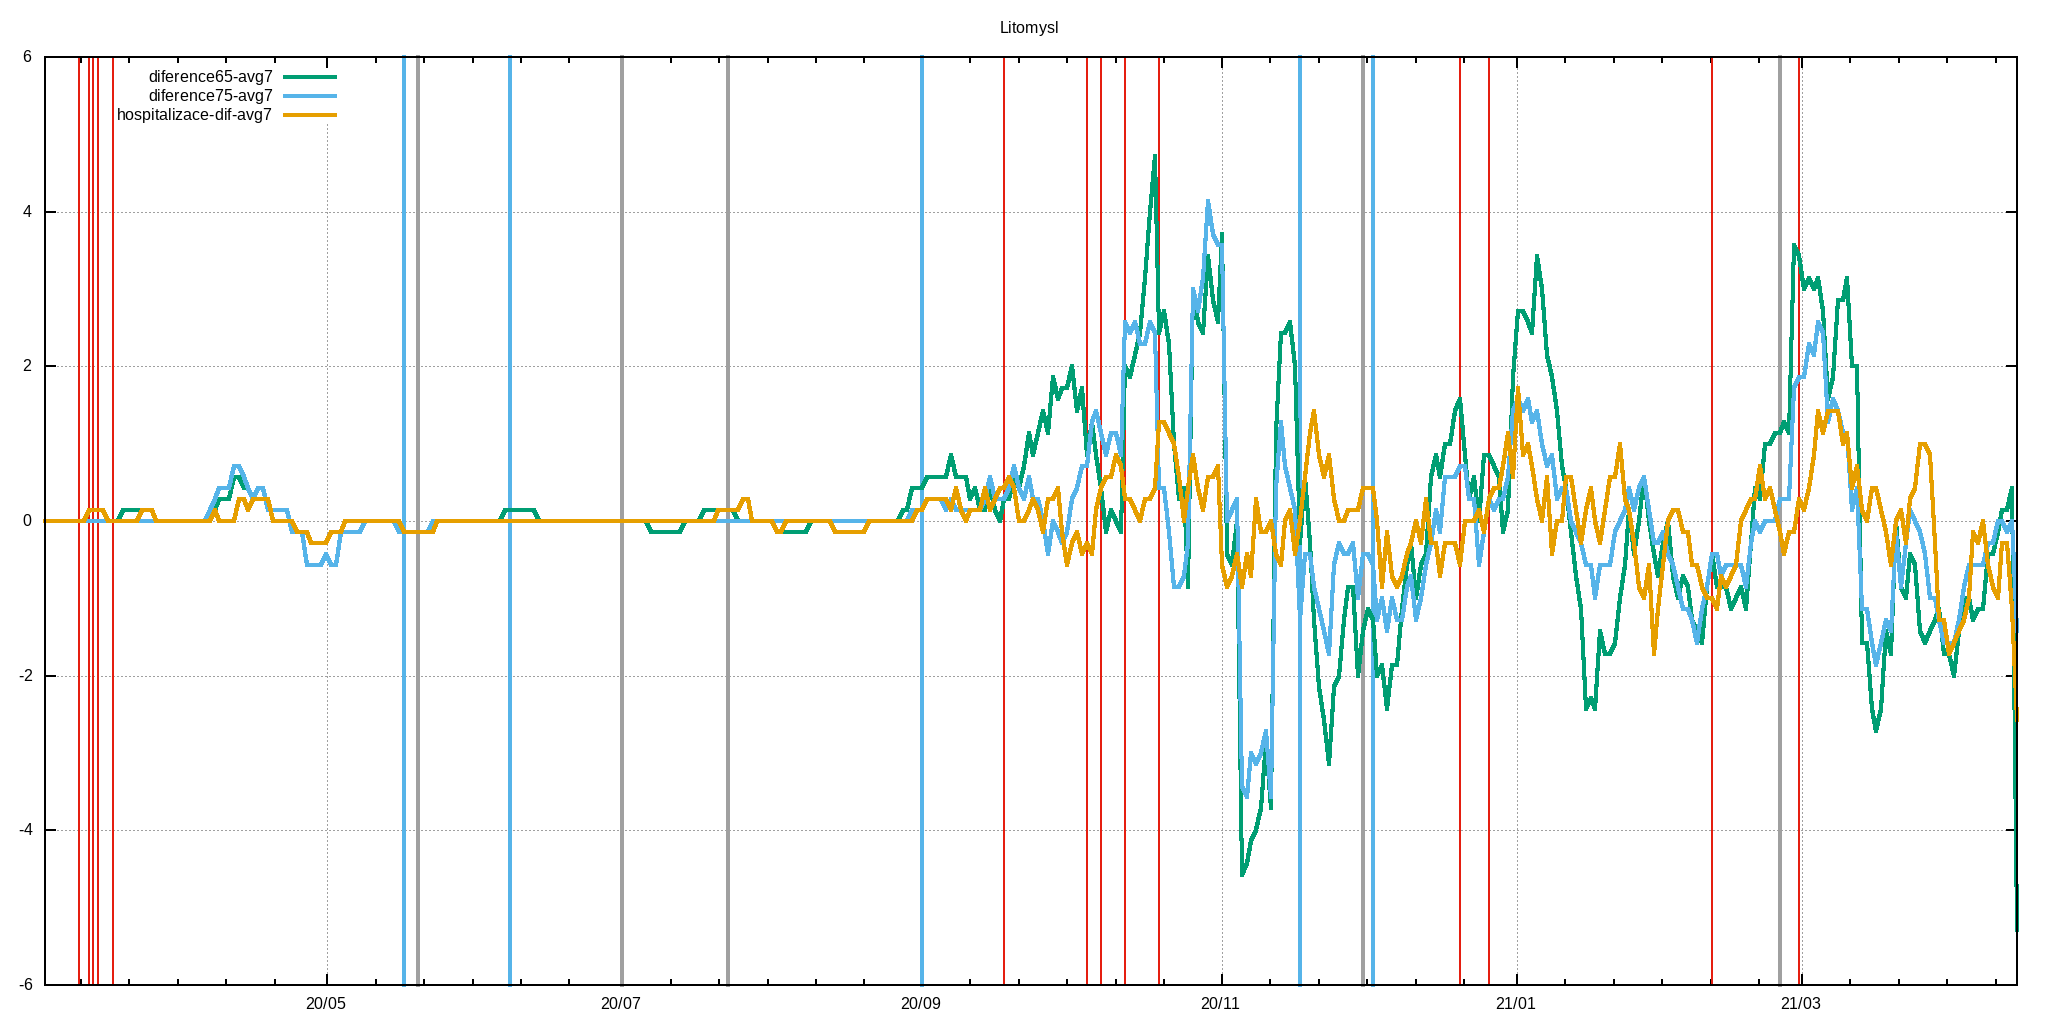 Litomysl
6
diference65-avg7
diference75-avg7
hospitalizace-dif-avg7
4
2
0
-2
-4
-6
20/05 20/07 20/09 20/11 21/01 21/03